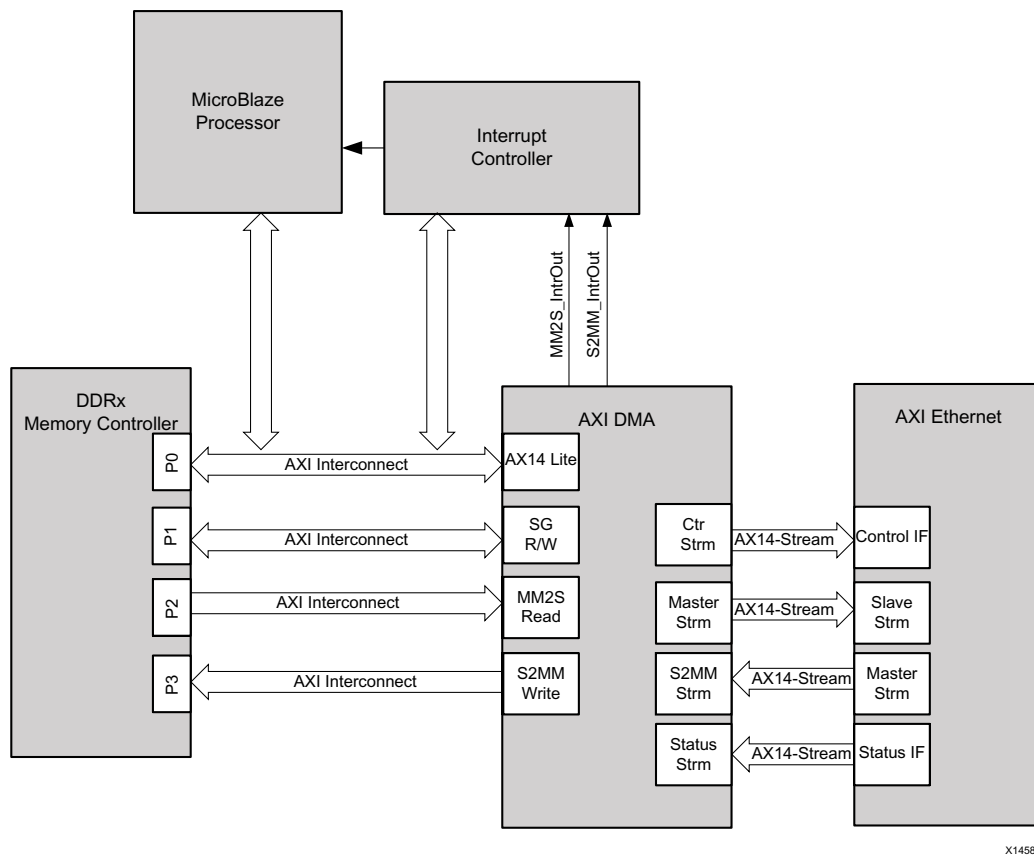 MicroBlaze
Processor
Interrupt
Controller
MM2S_IntrOut
S2MM_IntrOut
DDRx
Memory Controller
AXI DMA
AXI Ethernet
P0
AXI Interconnect
AX14 Lite
P1
AXI Interconnect
SG
R/W
Ctr
Strm
AX14-Stream
Control IF
P2
AXI Interconnect
MM2S
Read
Master
Strm
AX14-Stream
Slave
Strm
P3
AXI Interconnect
S2MM
Write
S2MM
Strm
AX14-Stream
Master
Strm
Status
Strm
AX14-Stream
Status IF